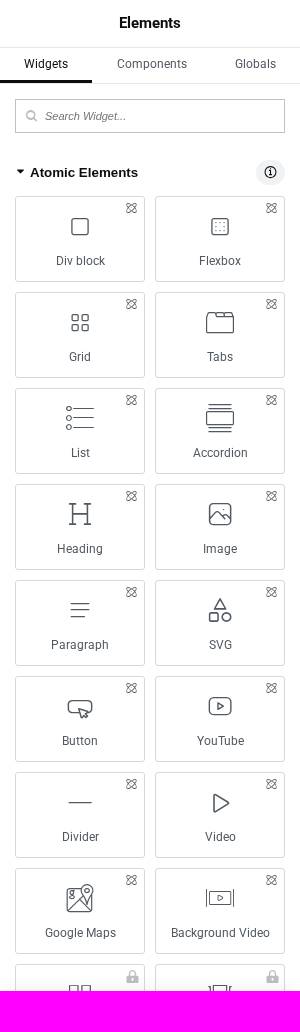 Elements
Widgets Components Globals
Search Widget...
Atomic Elements
Div block Flexbox
Grid Tabs
List Accordion
Heading Image
Paragraph SVG
Button YouTube
Divider Video
Google Maps Background Video